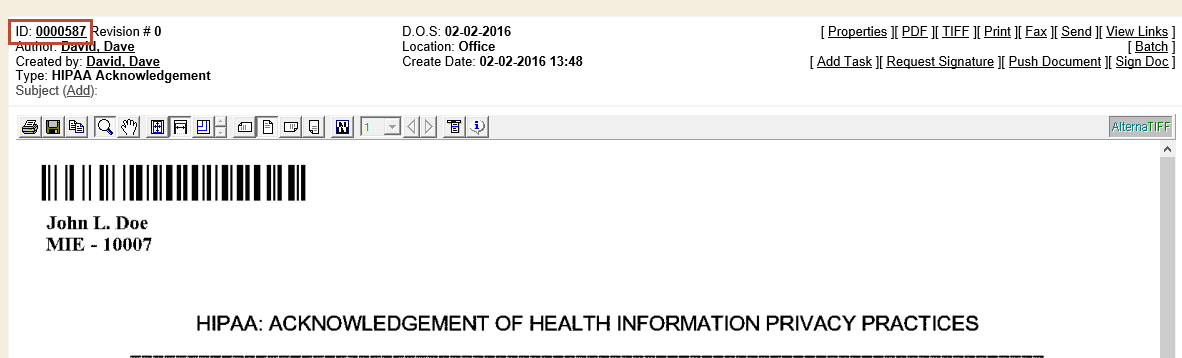 ID: 0000587 Revision # 0
Author: David, Dave
Created by: David, Dave
Type: HIPAA Acknowledgement
Subject (Add):
D.O.S: 02-02-2016
Location: Office
Create Date: 02-02-2016 13:48
[ Properties ][ PDF ][ TIFF ][ Print ][ Fax ][ Send ][ View Links ]
[ Batch ]
[ Add Task ][ Request Signature ][ Push Document ][ Sign Doc ]
1
AlternaTIFF
John L. Doe
MIE - 10007
HIPAA: ACKNOWLEDGEMENT OF HEALTH INFORMATION PRIVACY PRACTICES